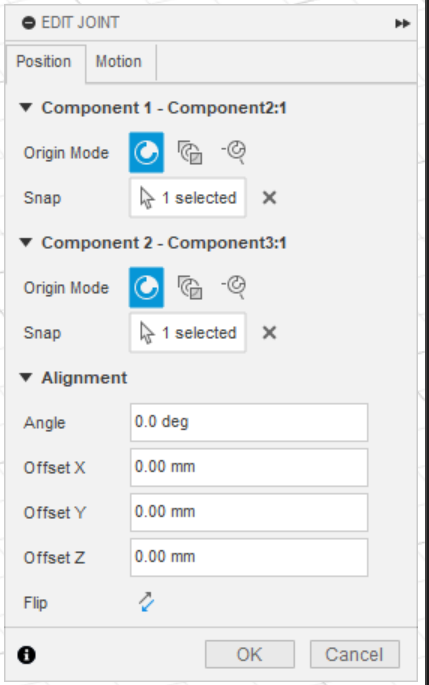 EDIT JOINT
Position Motion
Component 1 - Component2:1
Origin Mode
Snap 1 selected
Component 2 - Component3:1
Origin Mode
Snap 1 selected
Alignment
Angle 0.0 deg
Offset X 0.00 mm
Offset Y 0.00 mm
Offset Z 0.00 mm
Flip
OK Cancel